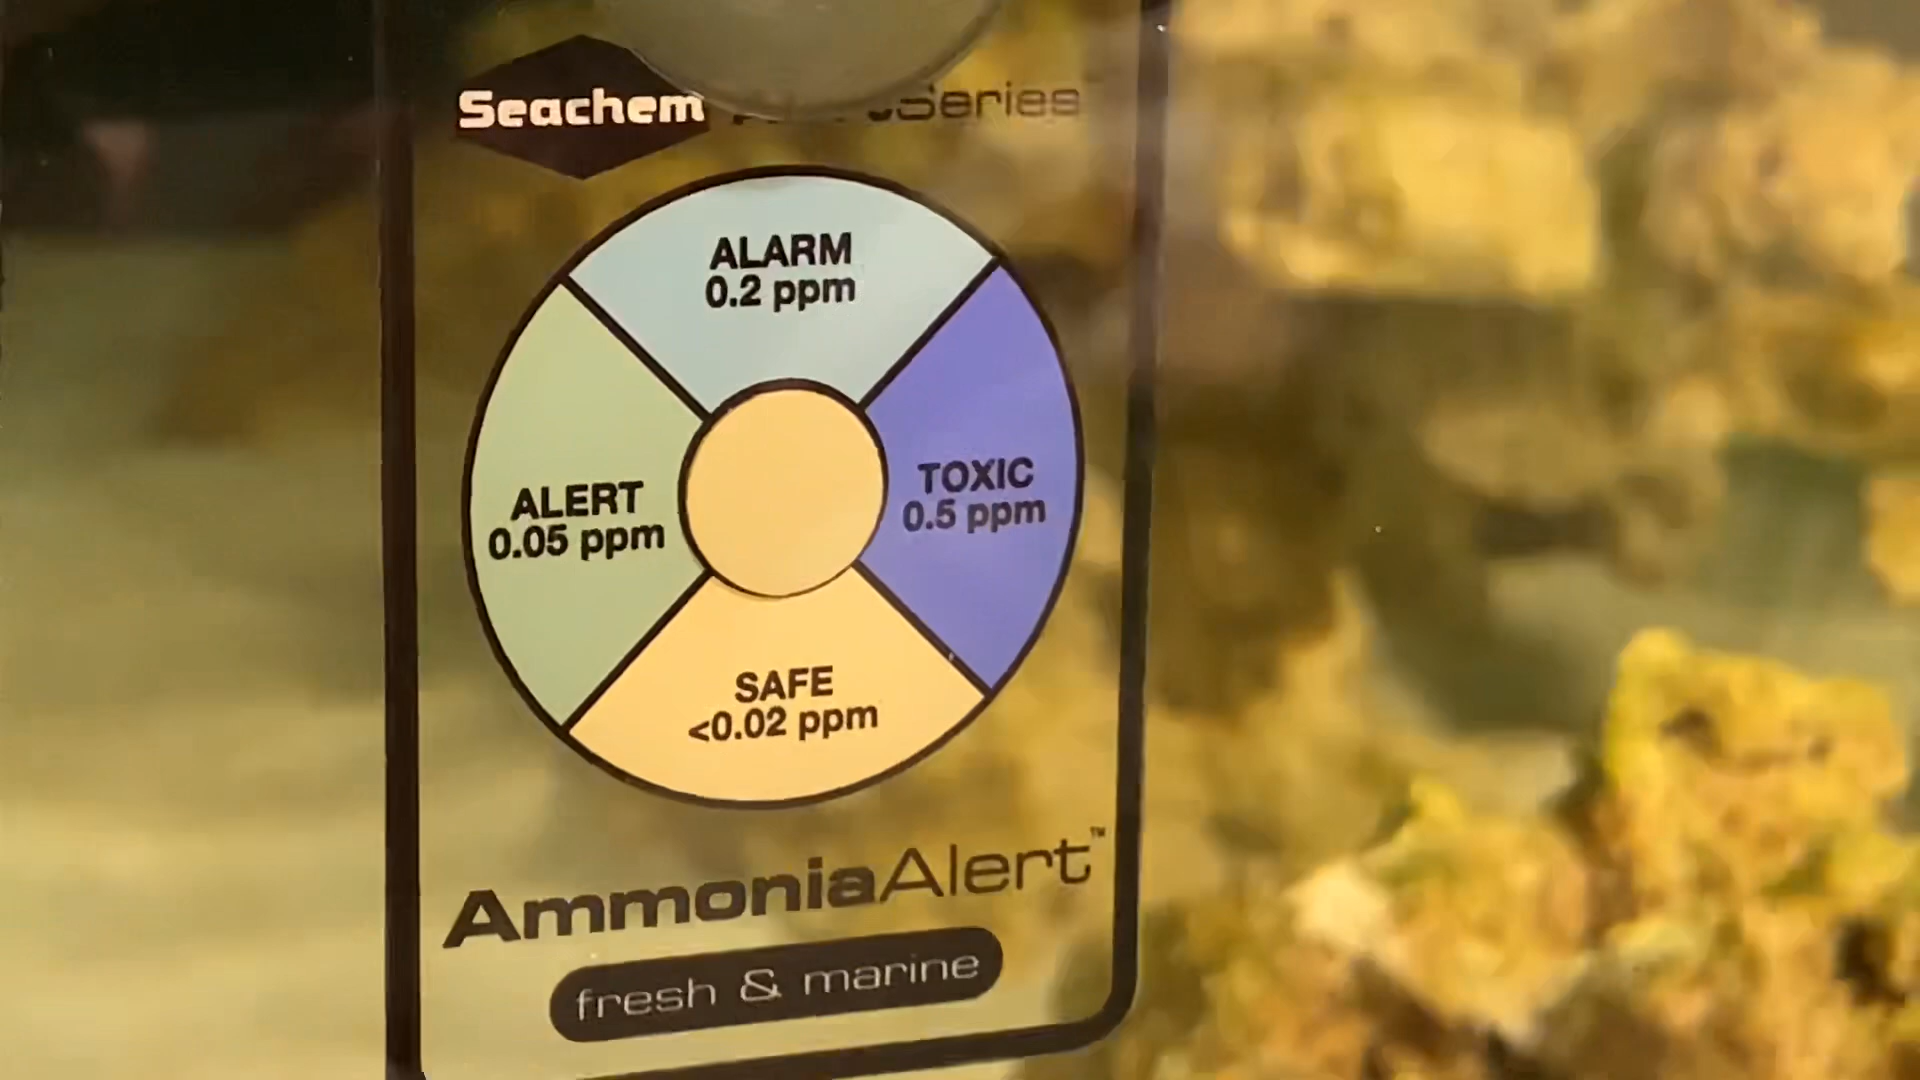 Seachem Series
ALARM
0.2 ppm
TOXIC
0.5 ppm
ALERT
0.05 ppm
SAFE
<0.02 ppm
AmmoniaAlert™
fresh & marine